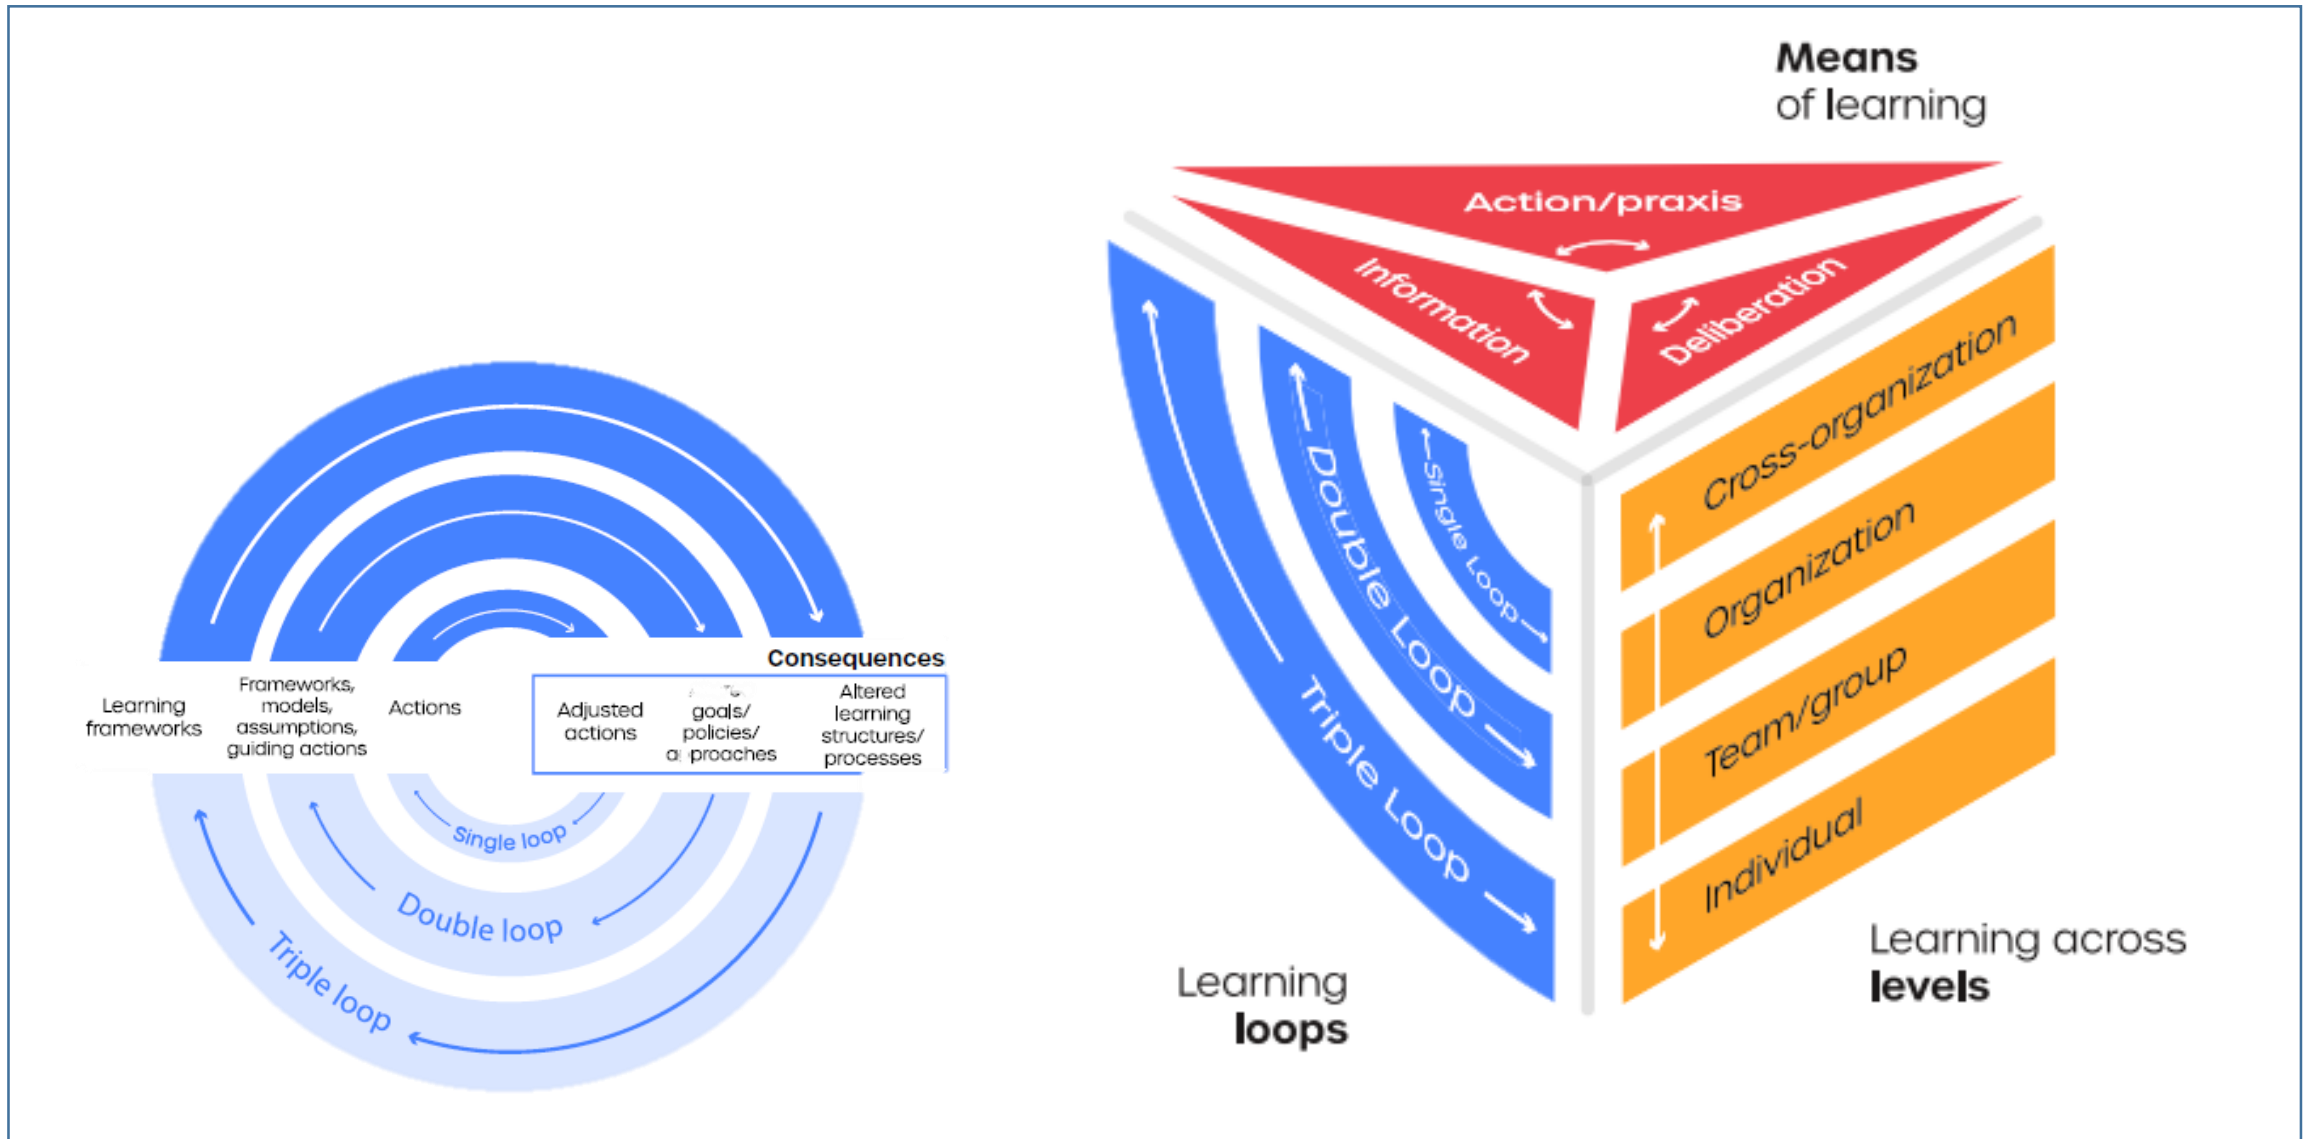 Learning
frameworks
Frameworks,
models,
assumptions,
guiding actions
Actions
Consequences
Adjusted
actions
goals/
policies/
Altered
learning
structures/
processes
Single loop
Double loop
Triple loop
Means
of learning
Action/praxis
Information
Deliberation
Single Loop
Double Loop
Triple Loop
Learning
loops
Cross-organization
Organization
Team/group
Individual
Learning across
levels